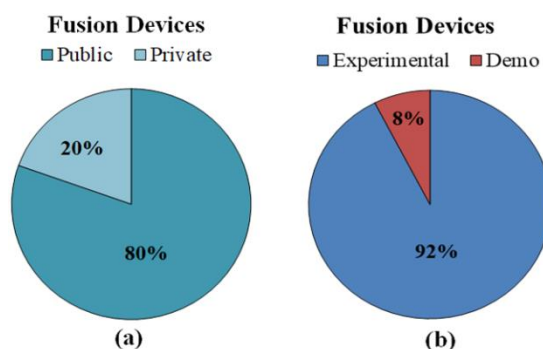 Fusion Devices
Public Private
20%
80%
(a)
Fusion Devices
Experimental Demo
8%
92%
(b)